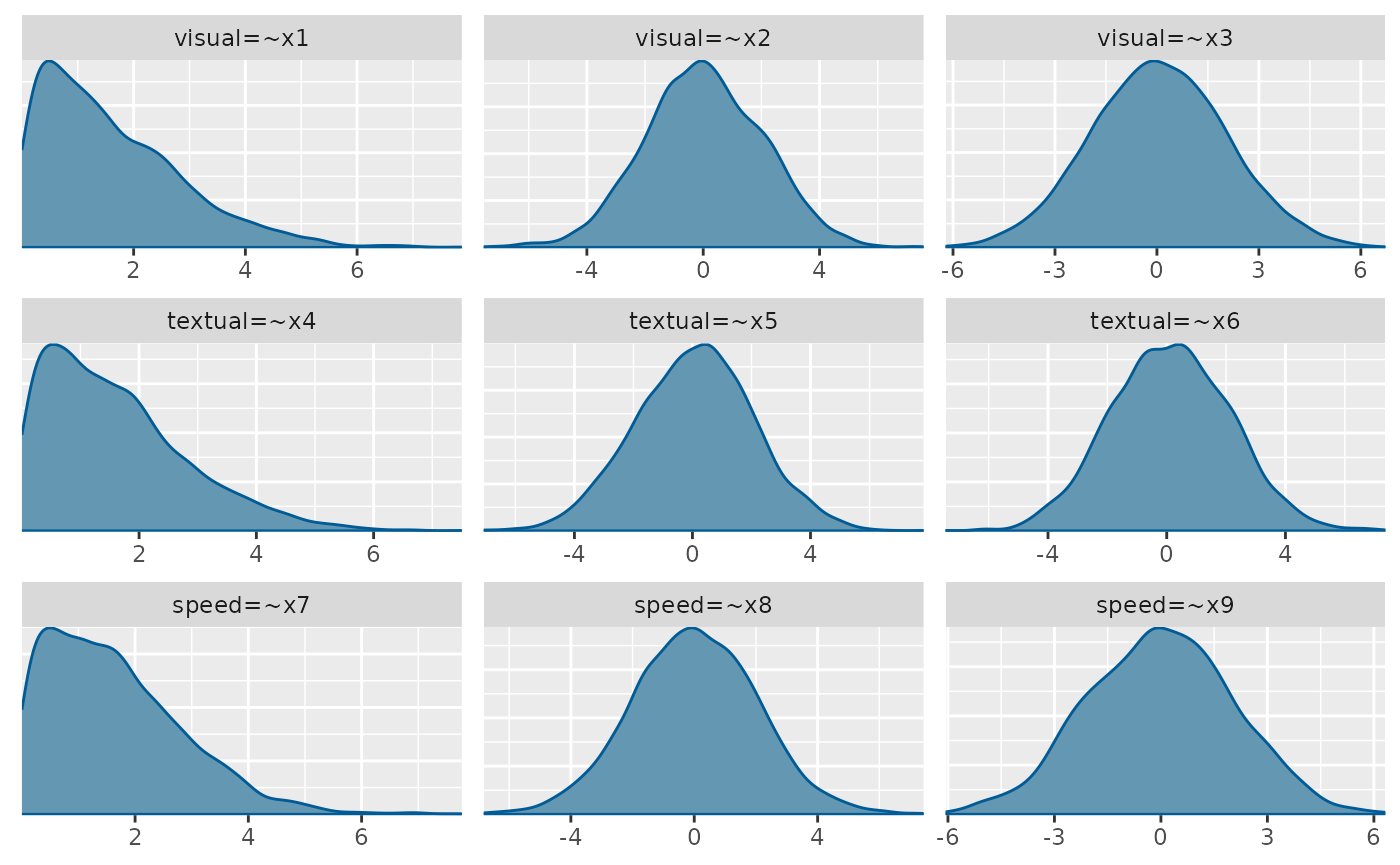 visual=~x1 visual=~x2 visual=~x3
2 4 6 -4 0 4 -6 -3 0 3 6
textual=~x4 textual=~x5 textual=~x6
2 4 6 -4 0 4 -4 0 4
speed=~x7 speed=~x8 speed=~x9
2 4 6 -4 0 4 -6 -3 0 3 6